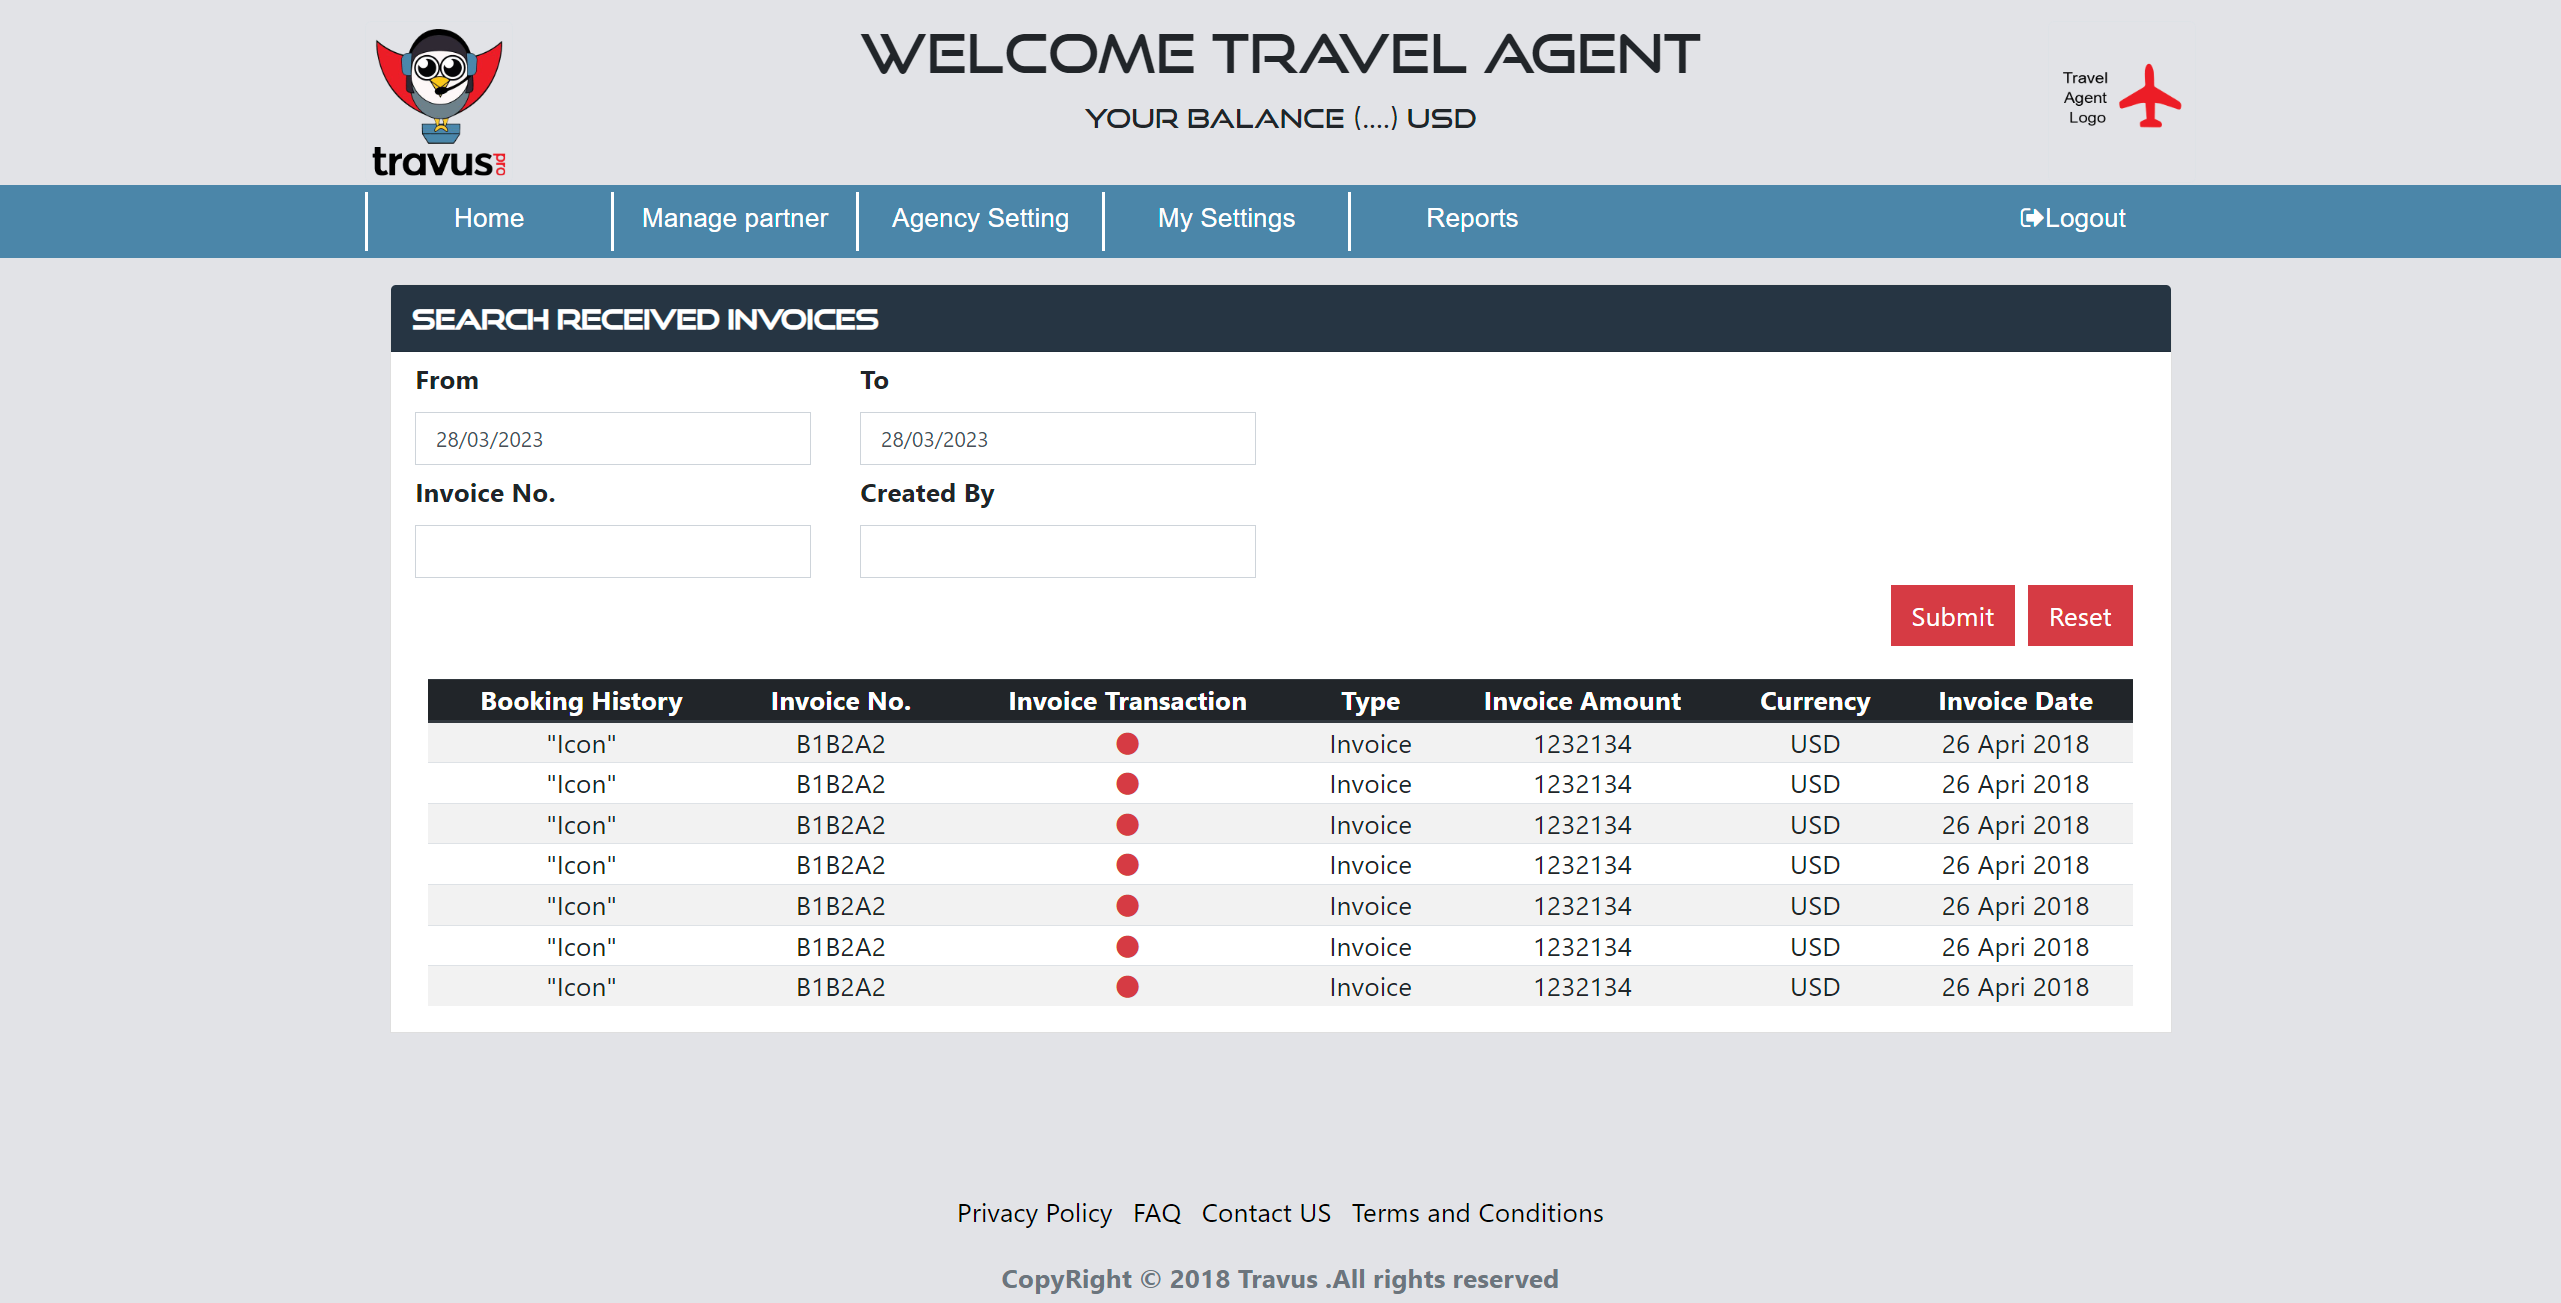 WELCOME TRAVEL AGENT
YOUR BALANCE (....) USD
Travel
Agent
Logo
travus pro
Home Manage partner Agency Setting My Settings Reports Logout
SEARCH RECEIVED INVOICES
From To
28/03/2023 28/03/2023
Invoice No. Created By
Submit Reset
Booking History Invoice No. Invoice Transaction Type Invoice Amount Currency Invoice Date
"Icon" B1B2A2 Invoice 1232134 USD 26 Apri 2018
"Icon" B1B2A2 Invoice 1232134 USD 26 Apri 2018
"Icon" B1B2A2 Invoice 1232134 USD 26 Apri 2018
"Icon" B1B2A2 Invoice 1232134 USD 26 Apri 2018
"Icon" B1B2A2 Invoice 1232134 USD 26 Apri 2018
"Icon" B1B2A2 Invoice 1232134 USD 26 Apri 2018
"Icon" B1B2A2 Invoice 1232134 USD 26 Apri 2018
Privacy Policy FAQ Contact US Terms and Conditions
CopyRight © 2018 Travus .All rights reserved